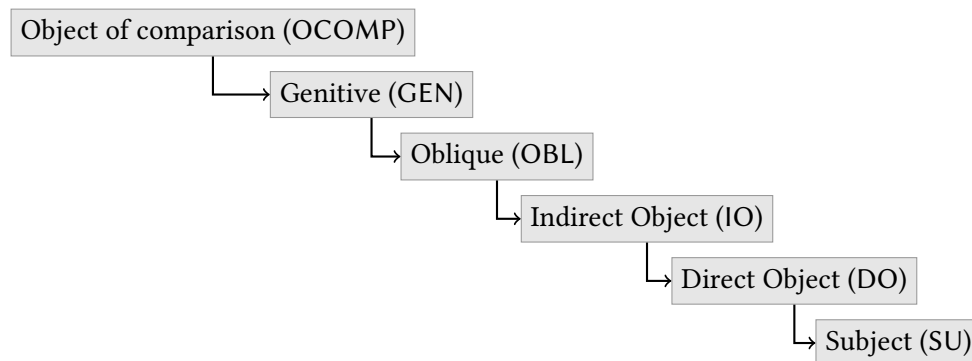 Object of comparison (OCOMP)
Genitive (GEN)
Oblique (OBL)
Indirect Object (IO)
Direct Object (DO)
Subject (SU)